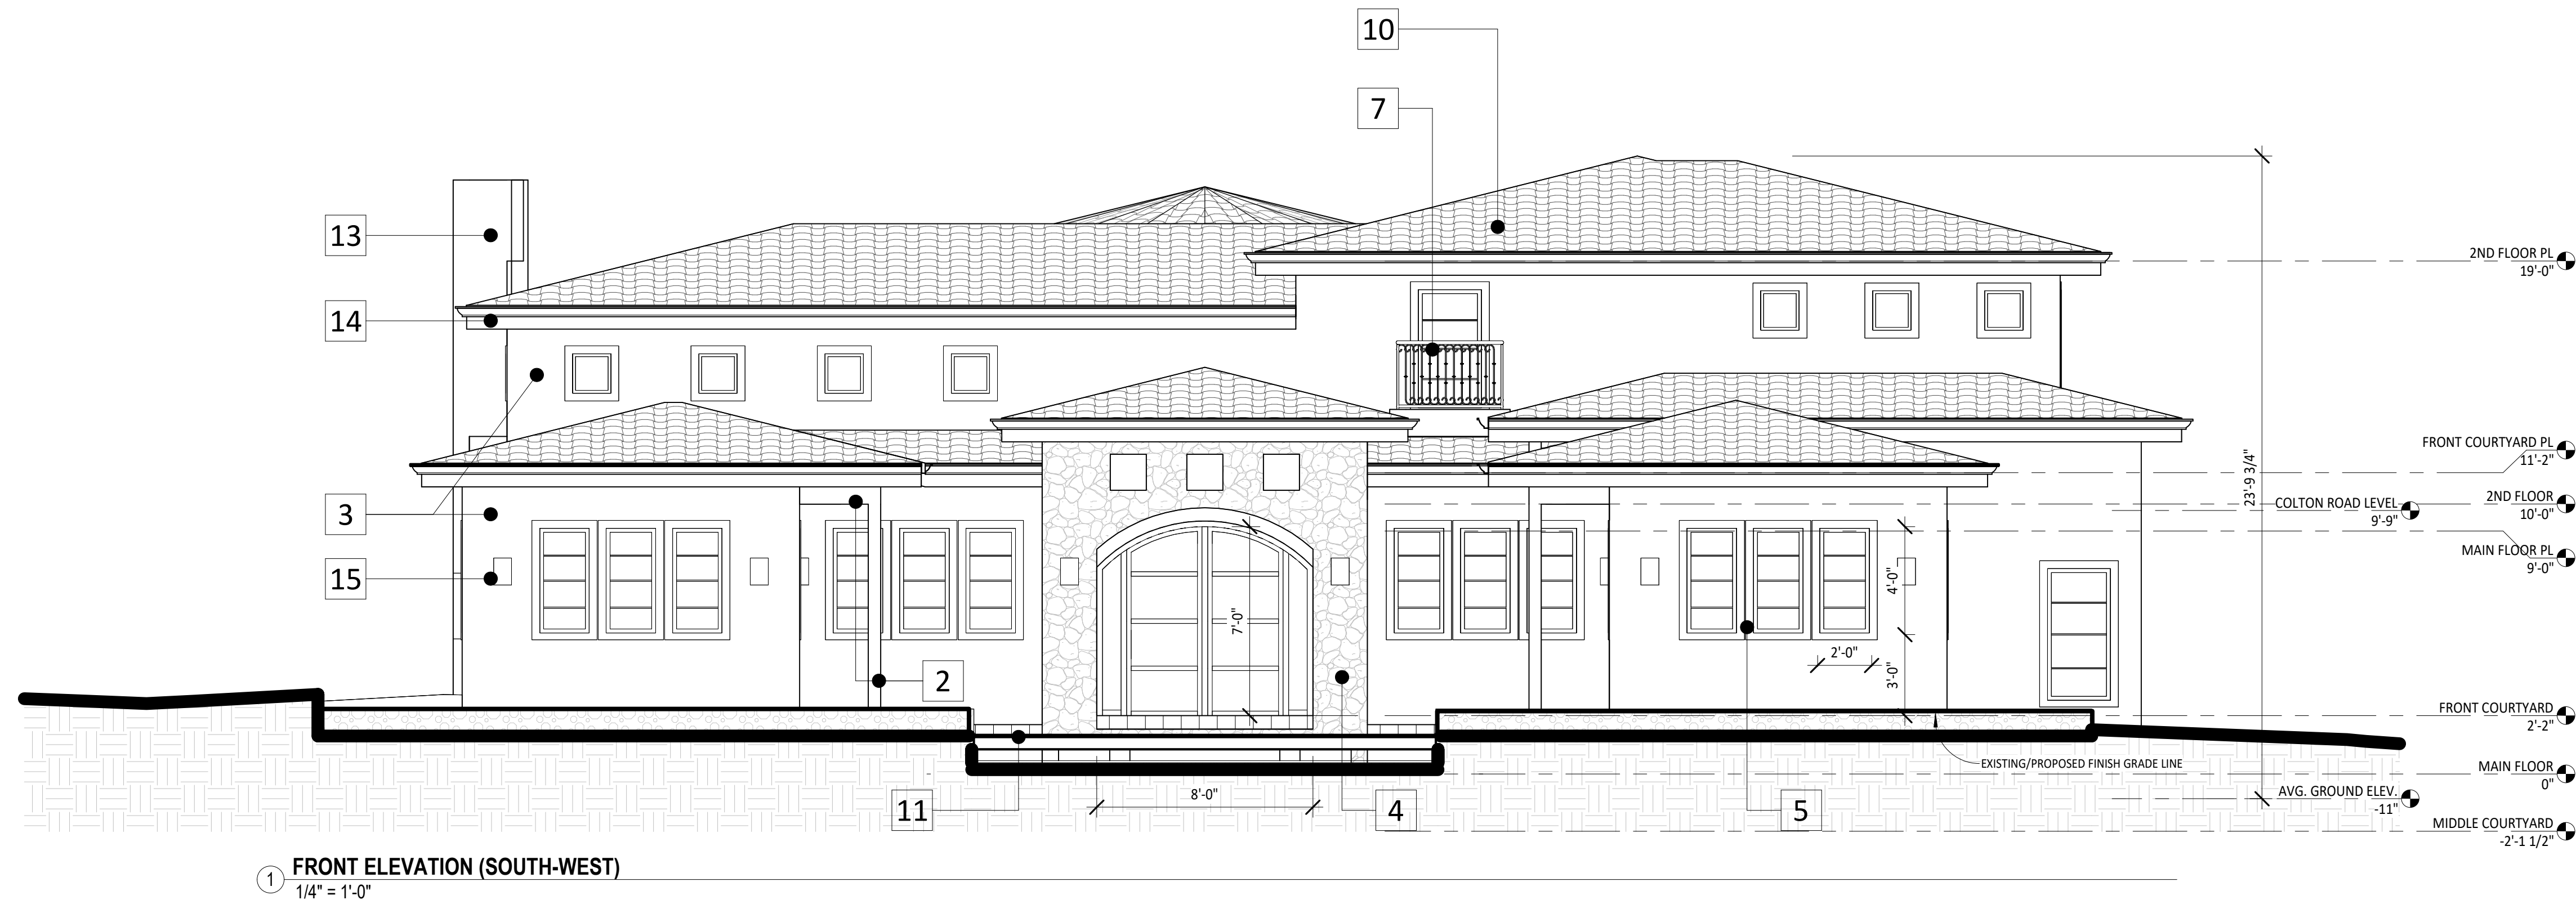 10
7
13
14
3
15
2
11
4
5
2ND FLOOR PL
19'-0"
FRONT COURTYARD PL
11'-2"
23'-9 3/4"
2ND FLOOR
10'-0"
COLTON ROAD LEVEL
9'-9"
MAIN FLOOR PL
9'-0"
4'-0"
7'-0"
2'-0"
3'-0"
FRONT COURTYARD
2'-2"
EXISTING/PROPOSED FINISH GRADE LINE
MAIN FLOOR
0"
8'-0"
AVG. GROUND ELEV.
-11"
MIDDLE COURTYARD
-2'-1 1/2"
1
FRONT ELEVATION (SOUTH-WEST)
1/4" = 1'-0"